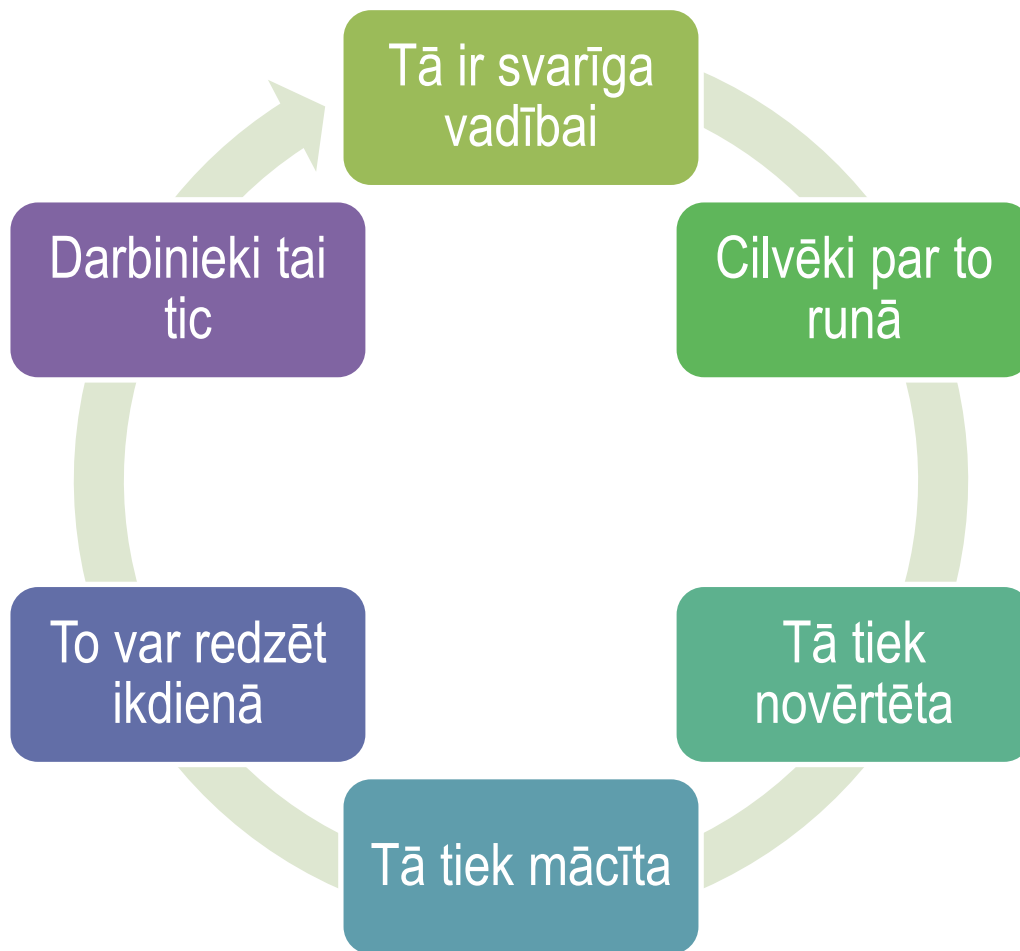 Tā ir svarīga
vadībai
Cilvēki par to
runā
Tā tiek
novērtēta
Tā tiek mācīta
To var redzēt
ikdienā
Darbinieki tai
tic